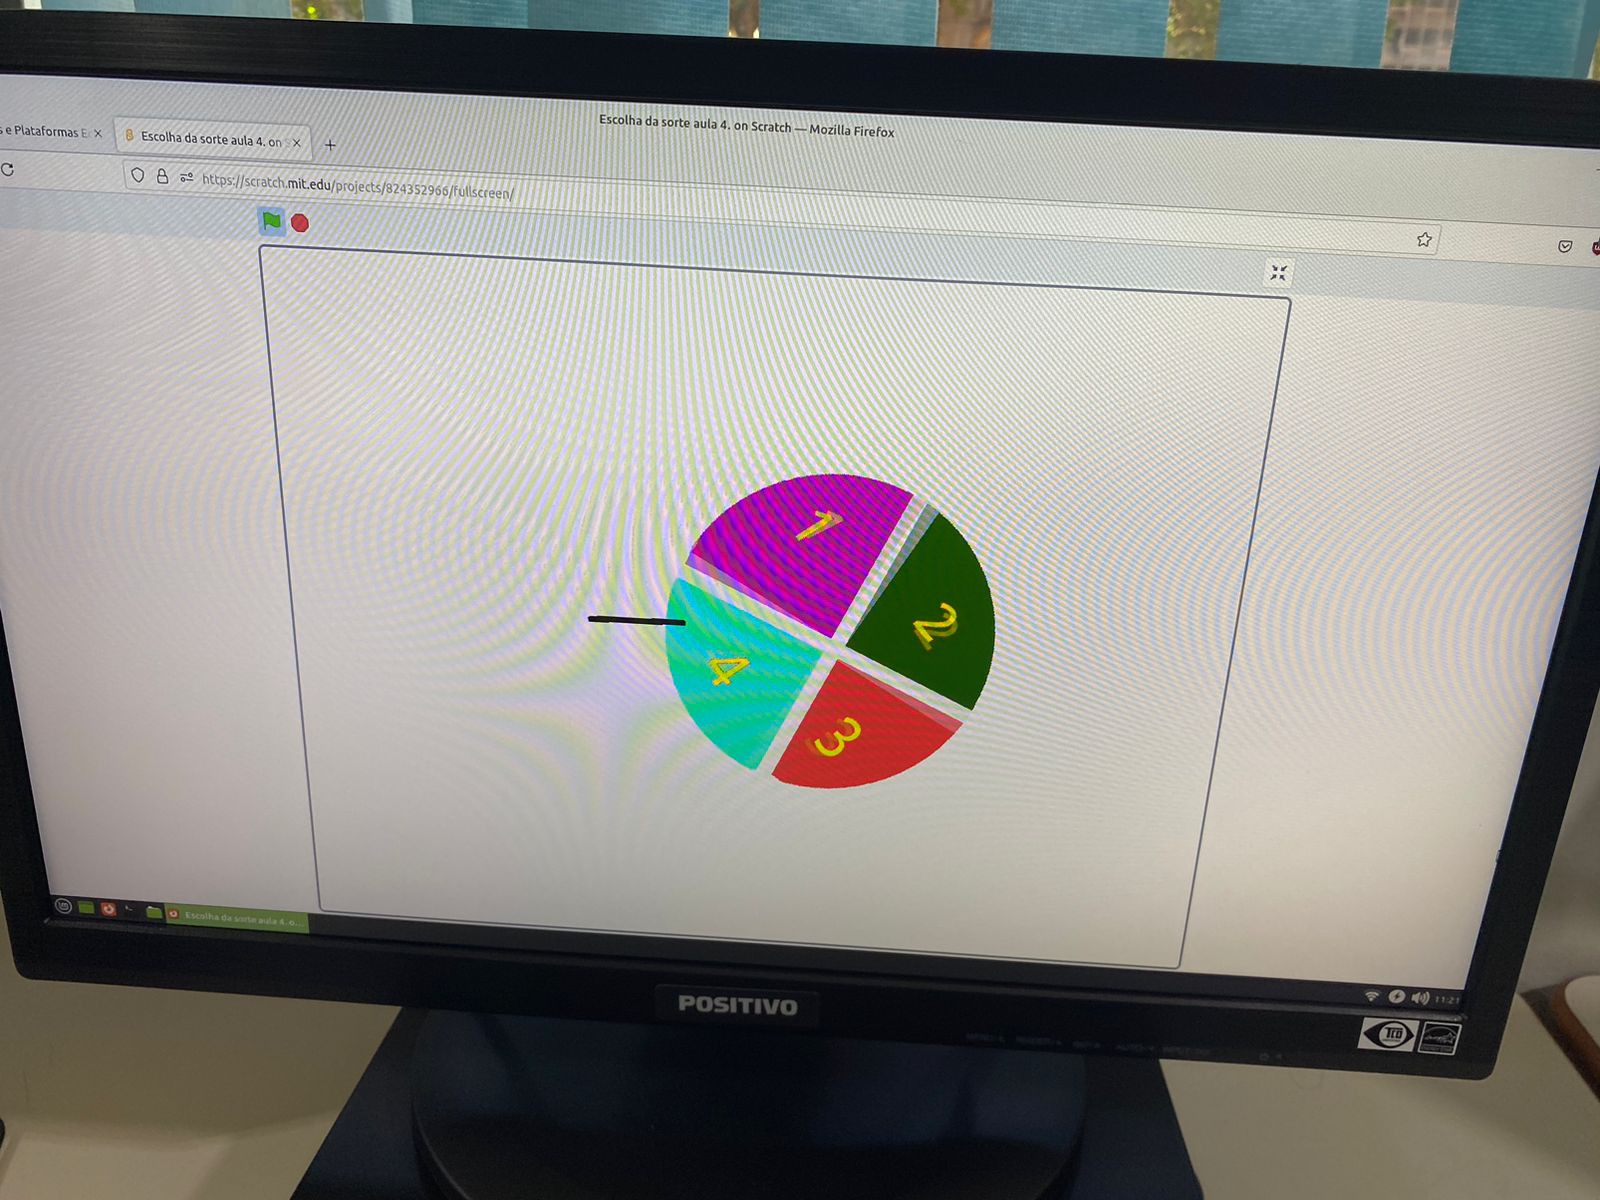 Escolha da sorte aula 4. on Scratch — Mozilla Firefox
s e Plataformas E
Escolha da sorte aula 4. on
https://scratch.mit.edu/projects/824352966/fullscreen/
1
2
4
3
Escolha da sorte aula 4. o...
11:21
POSITIVO
TCO